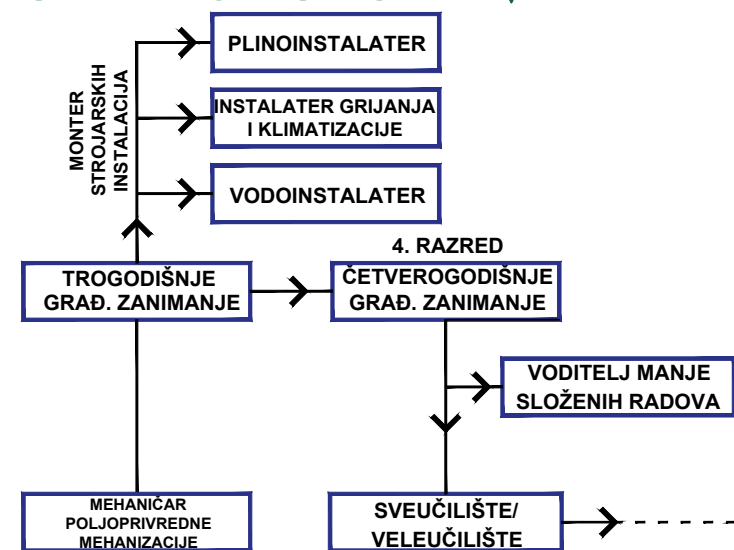 PLINOINSTALATER
MONTER
STROJARSKIH
INSTALACIJA
INSTALATER GRIJANJA
I KLIMATIZACIJE
VODOINSTALATER
4. RAZRED
TROGODIŠNJE
GRAĐ. ZANIMANJE
ČETVEROGODIŠNJE
GRAĐ. ZANIMANJE
VODITELJ MANJE
SLOŽENIH RADOVA
MEHANIČAR
POLJOPRIVREDNE
MEHANIZACIJE
SVEUČILIŠTE/
VELEUČILIŠTE